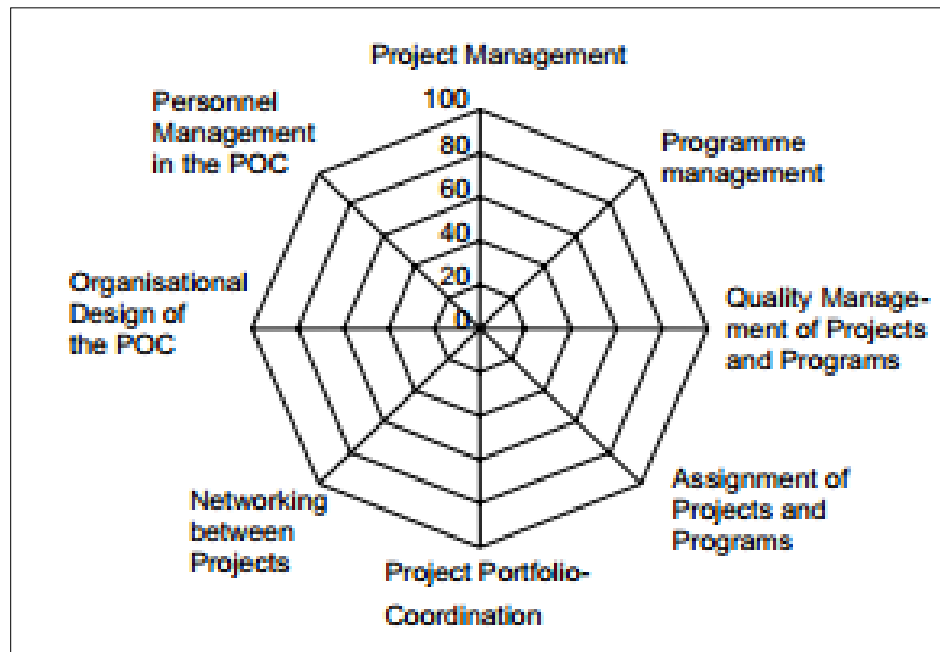 Project Management
Personnel
Management
in the POC
100
80
60
40
20
0
Programme
management
Organisational
Design of
the POC
Quality Manage-
ment of Projects
and Programs
Networking
between
Projects
Assignment of
Projects and
Programs
Project Portfolio-
Coordination